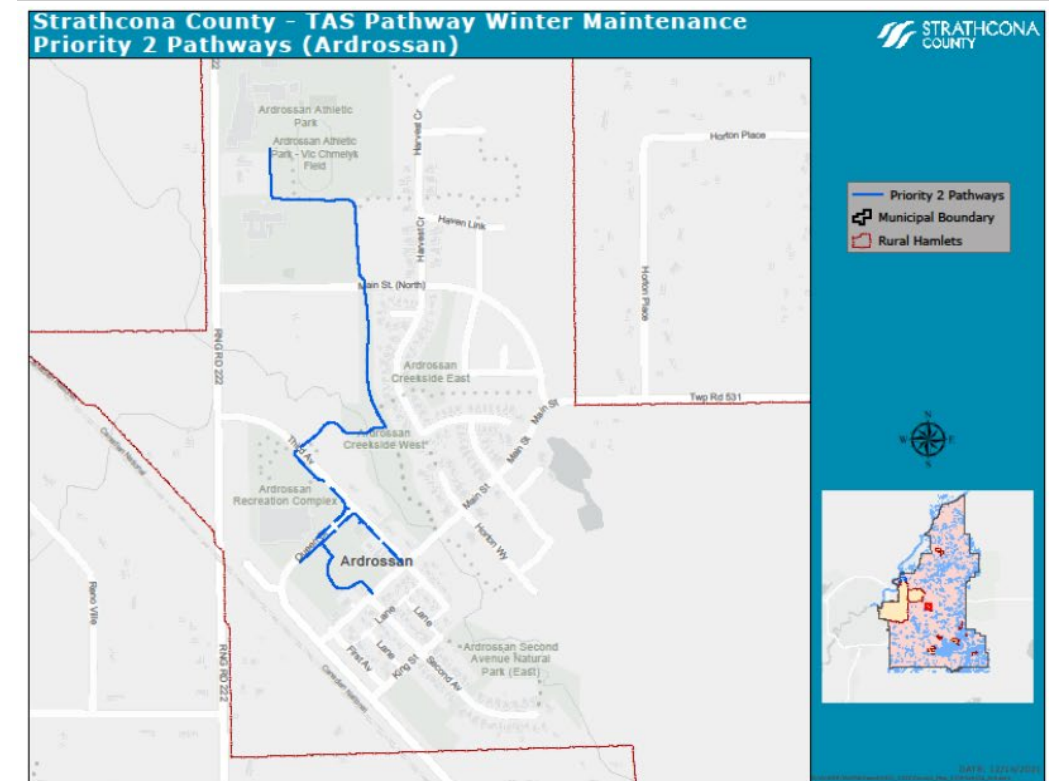 Strathcona County - TAS Pathway Winter Maintenance
Priority 2 Pathways (Ardrossan)
STRATHCONA
COUNTY
22
Ardrossan Athletic
Park
Ardrossan Athletic
Park - Vic Chmelyk
Field
Harvest Cr
Horton Place
Priority 2 Pathways
Municipal Boundary
Rural Hamlets
Haven Link
Harvest Cr
Main St. (North)
Horton Place
RNG RD 222
Ardrossan
Creekside East
Canadian National
Twp Rd 531
Main St
Ardrossan
Creekside West
Main St
Third Av
Canadian National
N
W
E
S
Ardrossan
Recreation Complex
Main St
Horton Wy
Ardrossan
Reno Ville
Lane
Lane
Lane
First Av
King St
Second Av
Ardrossan Second
Avenue Natural
Park (East)
RNG RD 222
Canadian National